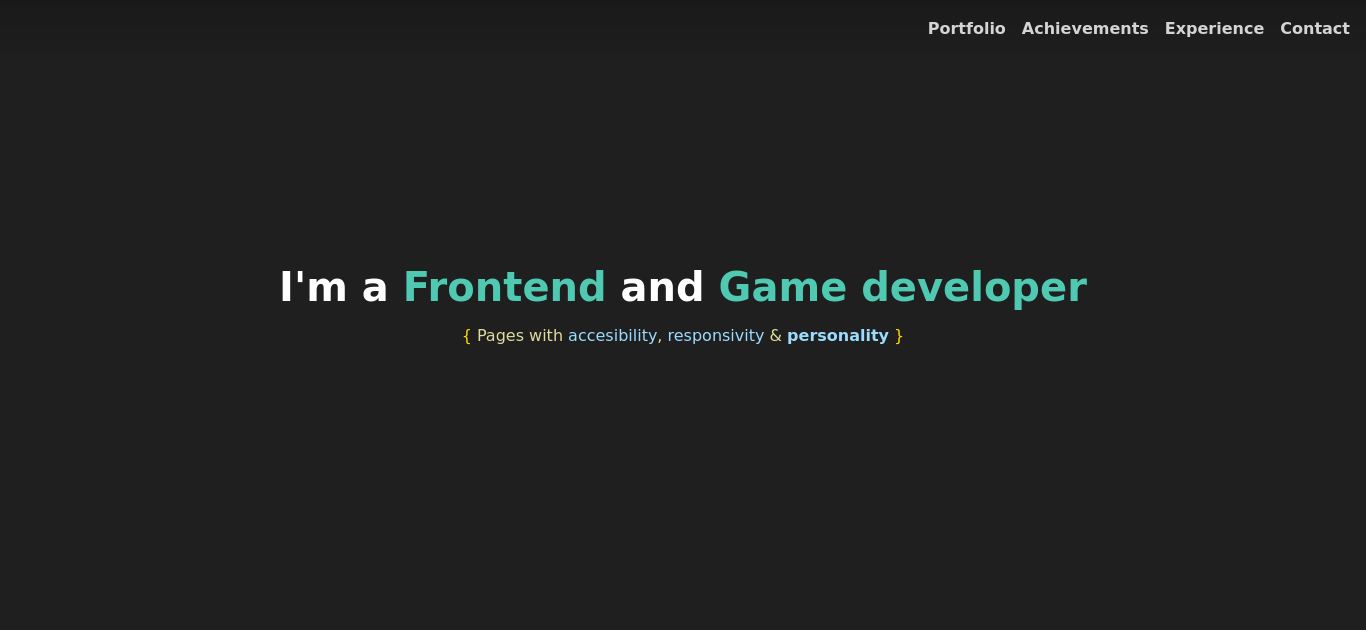 Portfolio Achievements Experience Contact
I'm a Frontend and Game developer
{ Pages with accesibility, responsivity & personality }